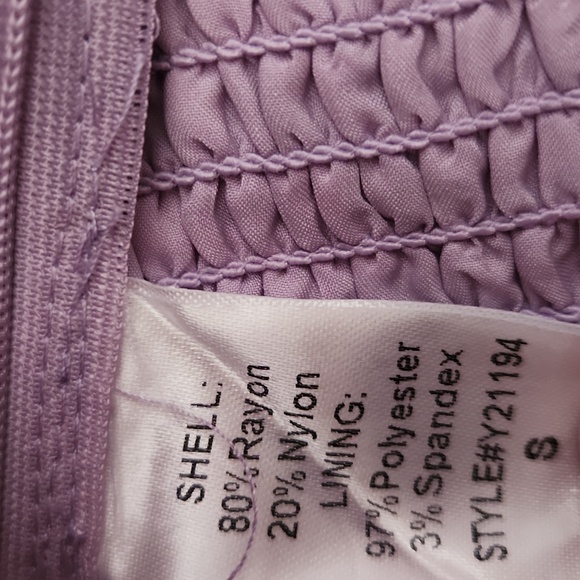 SHELL:
80% Rayon
20% Nylon
LINING:
97% Polyester
3% Spandex
STYLE#Y21194
S